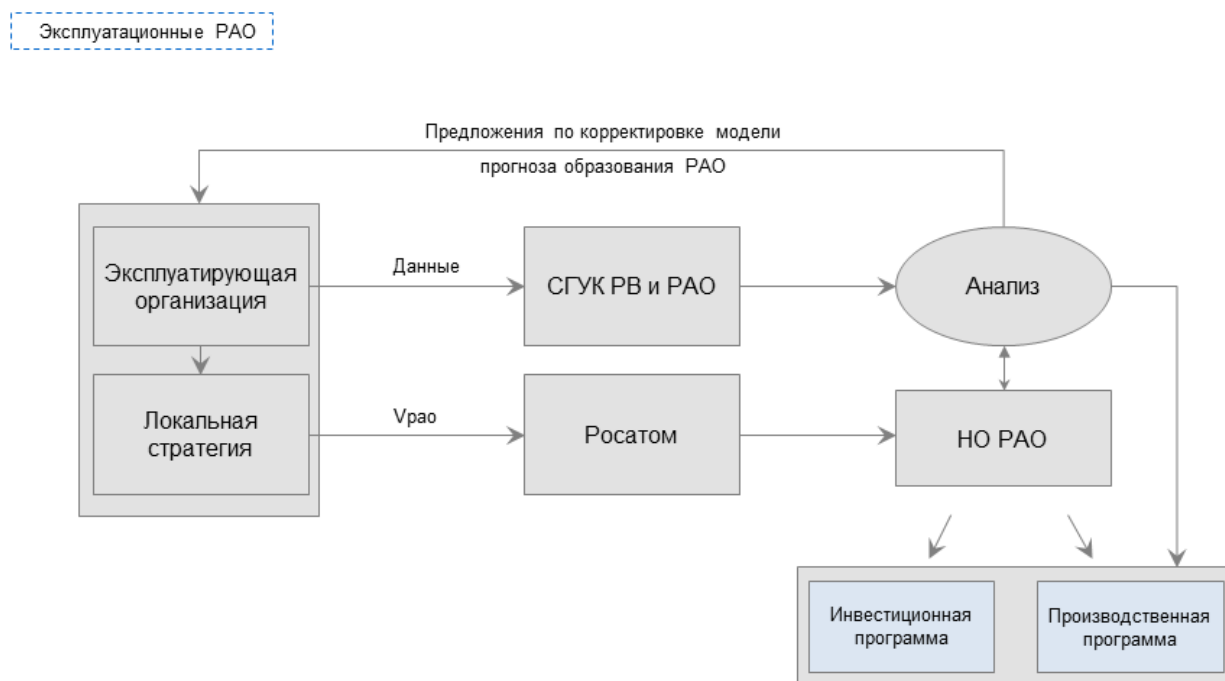 Эксплуатационные РАО
Предложения по корректировке модели
прогноза образования РАО
Эксплуатирующая
организация
Данные
СГУК РВ и РАО
Анализ
Локальная
стратегия
Vрао
Росатом
НО РАО
Инвестиционная
программа
Производственная
программа